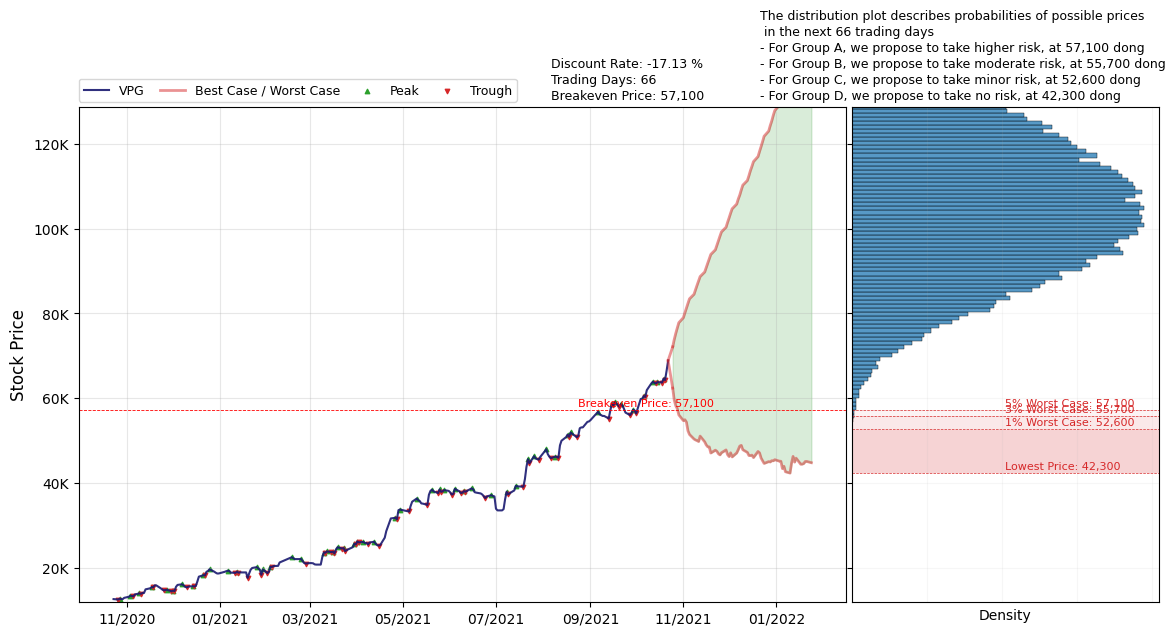 The distribution plot describes probabilities of possible prices
in the next 66 trading days
- For Group A, we propose to take higher risk, at 57,100 dong
- For Group B, we propose to take moderate risk, at 55,700 dong
- For Group C, we propose to take minor risk, at 52,600 dong
- For Group D, we propose to take no risk, at 42,300 dong
Discount Rate: -17.13 %
Trading Days: 66
Breakeven Price: 57,100
VPG
Best Case / Worst Case
Peak
Trough
Stock Price
120K
100K
80K
60K
40K
20K
Breakeven Price: 57,100
5% Worst Case: 57,100
3% Worst Case: 55,700
1% Worst Case: 52,600
Lowest Price: 42,300
11/2020
01/2021
03/2021
05/2021
07/2021
09/2021
11/2021
01/2022
Density